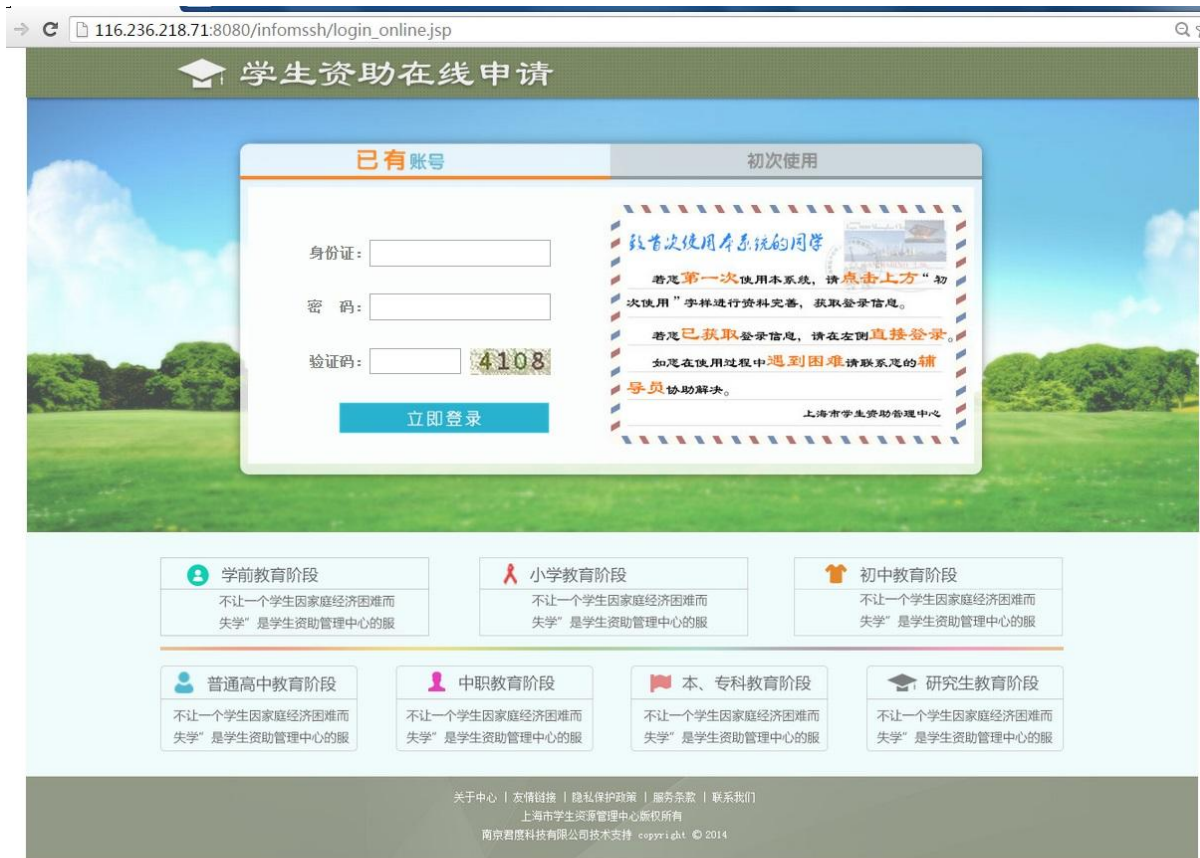 116.236.218.71:8080/infomssh/login_online.jsp
学生资助在线申请
已有账号
初次使用
身份证：
密 码：
验证码：
4108
立即登录
致首次使用本系统的同学
若您第一次使用本系统，请点击上方“初
次使用”字样进行资料完善，获取登录信息。
若您已获取登录信息，请在左侧直接登录。
如您在使用过程中遇到困难请联系您的辅
导员协助解决。
上海市学生资助管理中心
学前教育阶段
不让一个学生因家庭经济困难而
失学”是学生资助管理中心的服
小学教育阶段
不让一个学生因家庭经济困难而
失学”是学生资助管理中心的服
初中教育阶段
不让一个学生因家庭经济困难而
失学”是学生资助管理中心的服
普通高中教育阶段
不让一个学生因家庭经济困难而
失学”是学生资助管理中心的服
中职教育阶段
不让一个学生因家庭经济困难而
失学”是学生资助管理中心的服
本、专科教育阶段
不让一个学生因家庭经济困难而
失学”是学生资助管理中心的服
研究生教育阶段
不让一个学生因家庭经济困难而
失学”是学生资助管理中心的服
关于中心 | 友情链接 | 隐私保护政策 | 服务条款 | 联系我们
上海市学生资源管理中心版权所有
南京君度科技有限公司技术支持 copyright © 2014